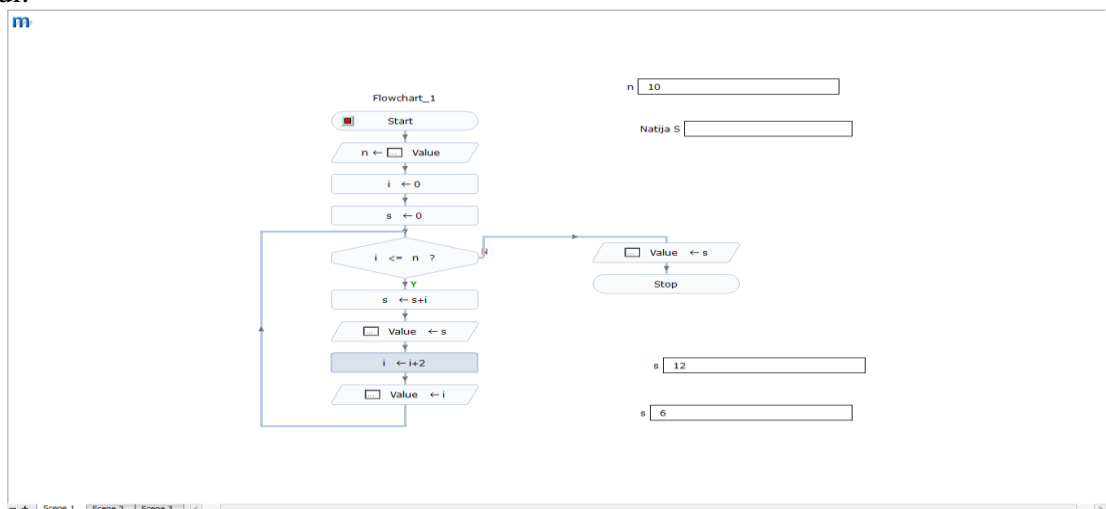 m
n 10
Flowchart_1
Natija S
Start
n ← ... Value
i ← 0
s ← 0
i <= n ?
N
Y
... Value ← s
Stop
s ← s+i
... Value ← s
i ← i+2
s 12
... Value ← i
s 6
Scene 1 Scene 2 Scene 3